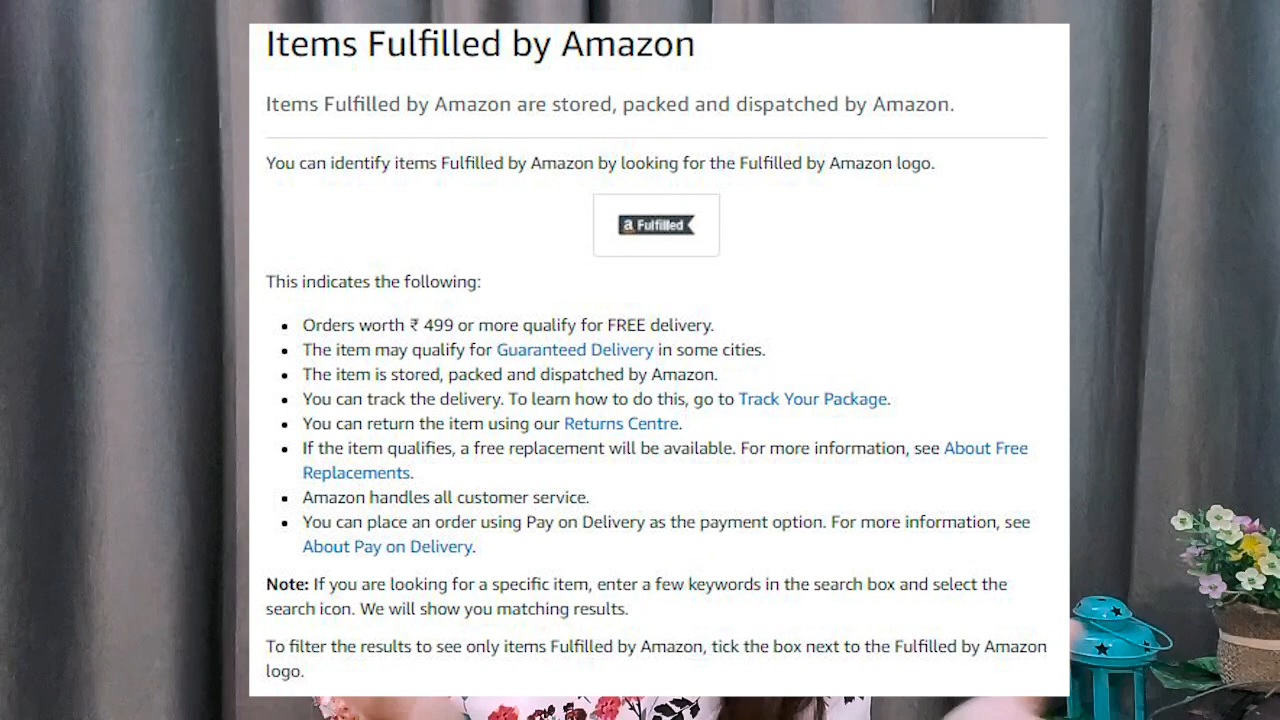 Items Fulfilled by Amazon
Items Fulfilled by Amazon are stored, packed and dispatched by Amazon.
You can identify items Fulfilled by Amazon by looking for the Fulfilled by Amazon logo.
a Fulfilled
This indicates the following:
• Orders worth ₹ 499 or more qualify for FREE delivery.
• The item may qualify for Guaranteed Delivery in some cities.
• The item is stored, packed and dispatched by Amazon.
• You can track the delivery. To learn how to do this, go to Track Your Package.
• You can return the item using our Returns Centre.
• If the item qualifies, a free replacement will be available. For more information, see About Free
Replacements.
• Amazon handles all customer service.
• You can place an order using Pay on Delivery as the payment option. For more information, see
About Pay on Delivery.
Note: If you are looking for a specific item, enter a few keywords in the search box and select the
search icon. We will show you matching results.
To filter the results to see only items Fulfilled by Amazon, tick the box next to the Fulfilled by Amazon
logo.